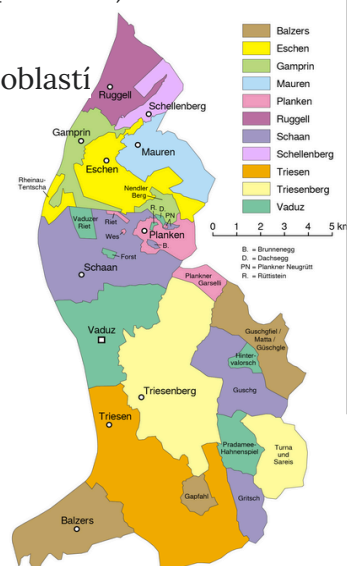 oblastí
Balzers
Eschen
Gamprin
Mauren
Planken
Ruggell
Schaan
Schellenberg
Triesen
Triesenberg
Vaduz
0 1 2 3 4 5
B. = Brunnenegg
D. = Dachsegg
PN = Plankner Neugrütt
R. = Rüttistein
Ruggell
Schellenberg
Gamprin
Mauren
Eschen
Rheinau-
Tentscha
Nendler
Berg
R.
D.
PN
Vaduzer
Riet
Riet
Wes
Planken
B.
Forst
Schaan
Plankner
Garselli
Vaduz
Guschgfiel /
Matta /
Güschgle
Hinter-
valorsch
Guschg
Triesenberg
Triesen
Pradamee-
Hahnenspiel
Turna
und
Sareis
Gapfahl
Gritsch
Balzers